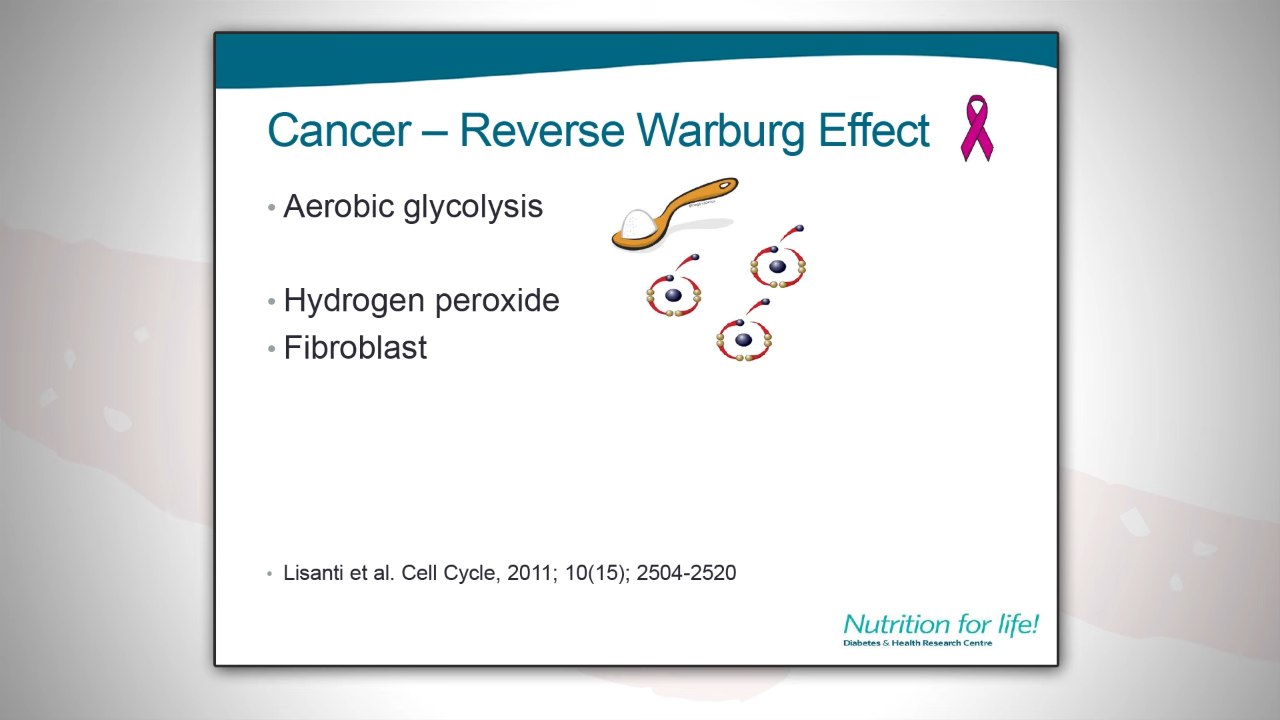 Cancer – Reverse Warburg Effect
• Aerobic glycolysis
• Hydrogen peroxide
• Fibroblast
• Lisanti et al. Cell Cycle, 2011; 10(15); 2504-2520
Nutrition for life!
Diabetes & Health Research Centre